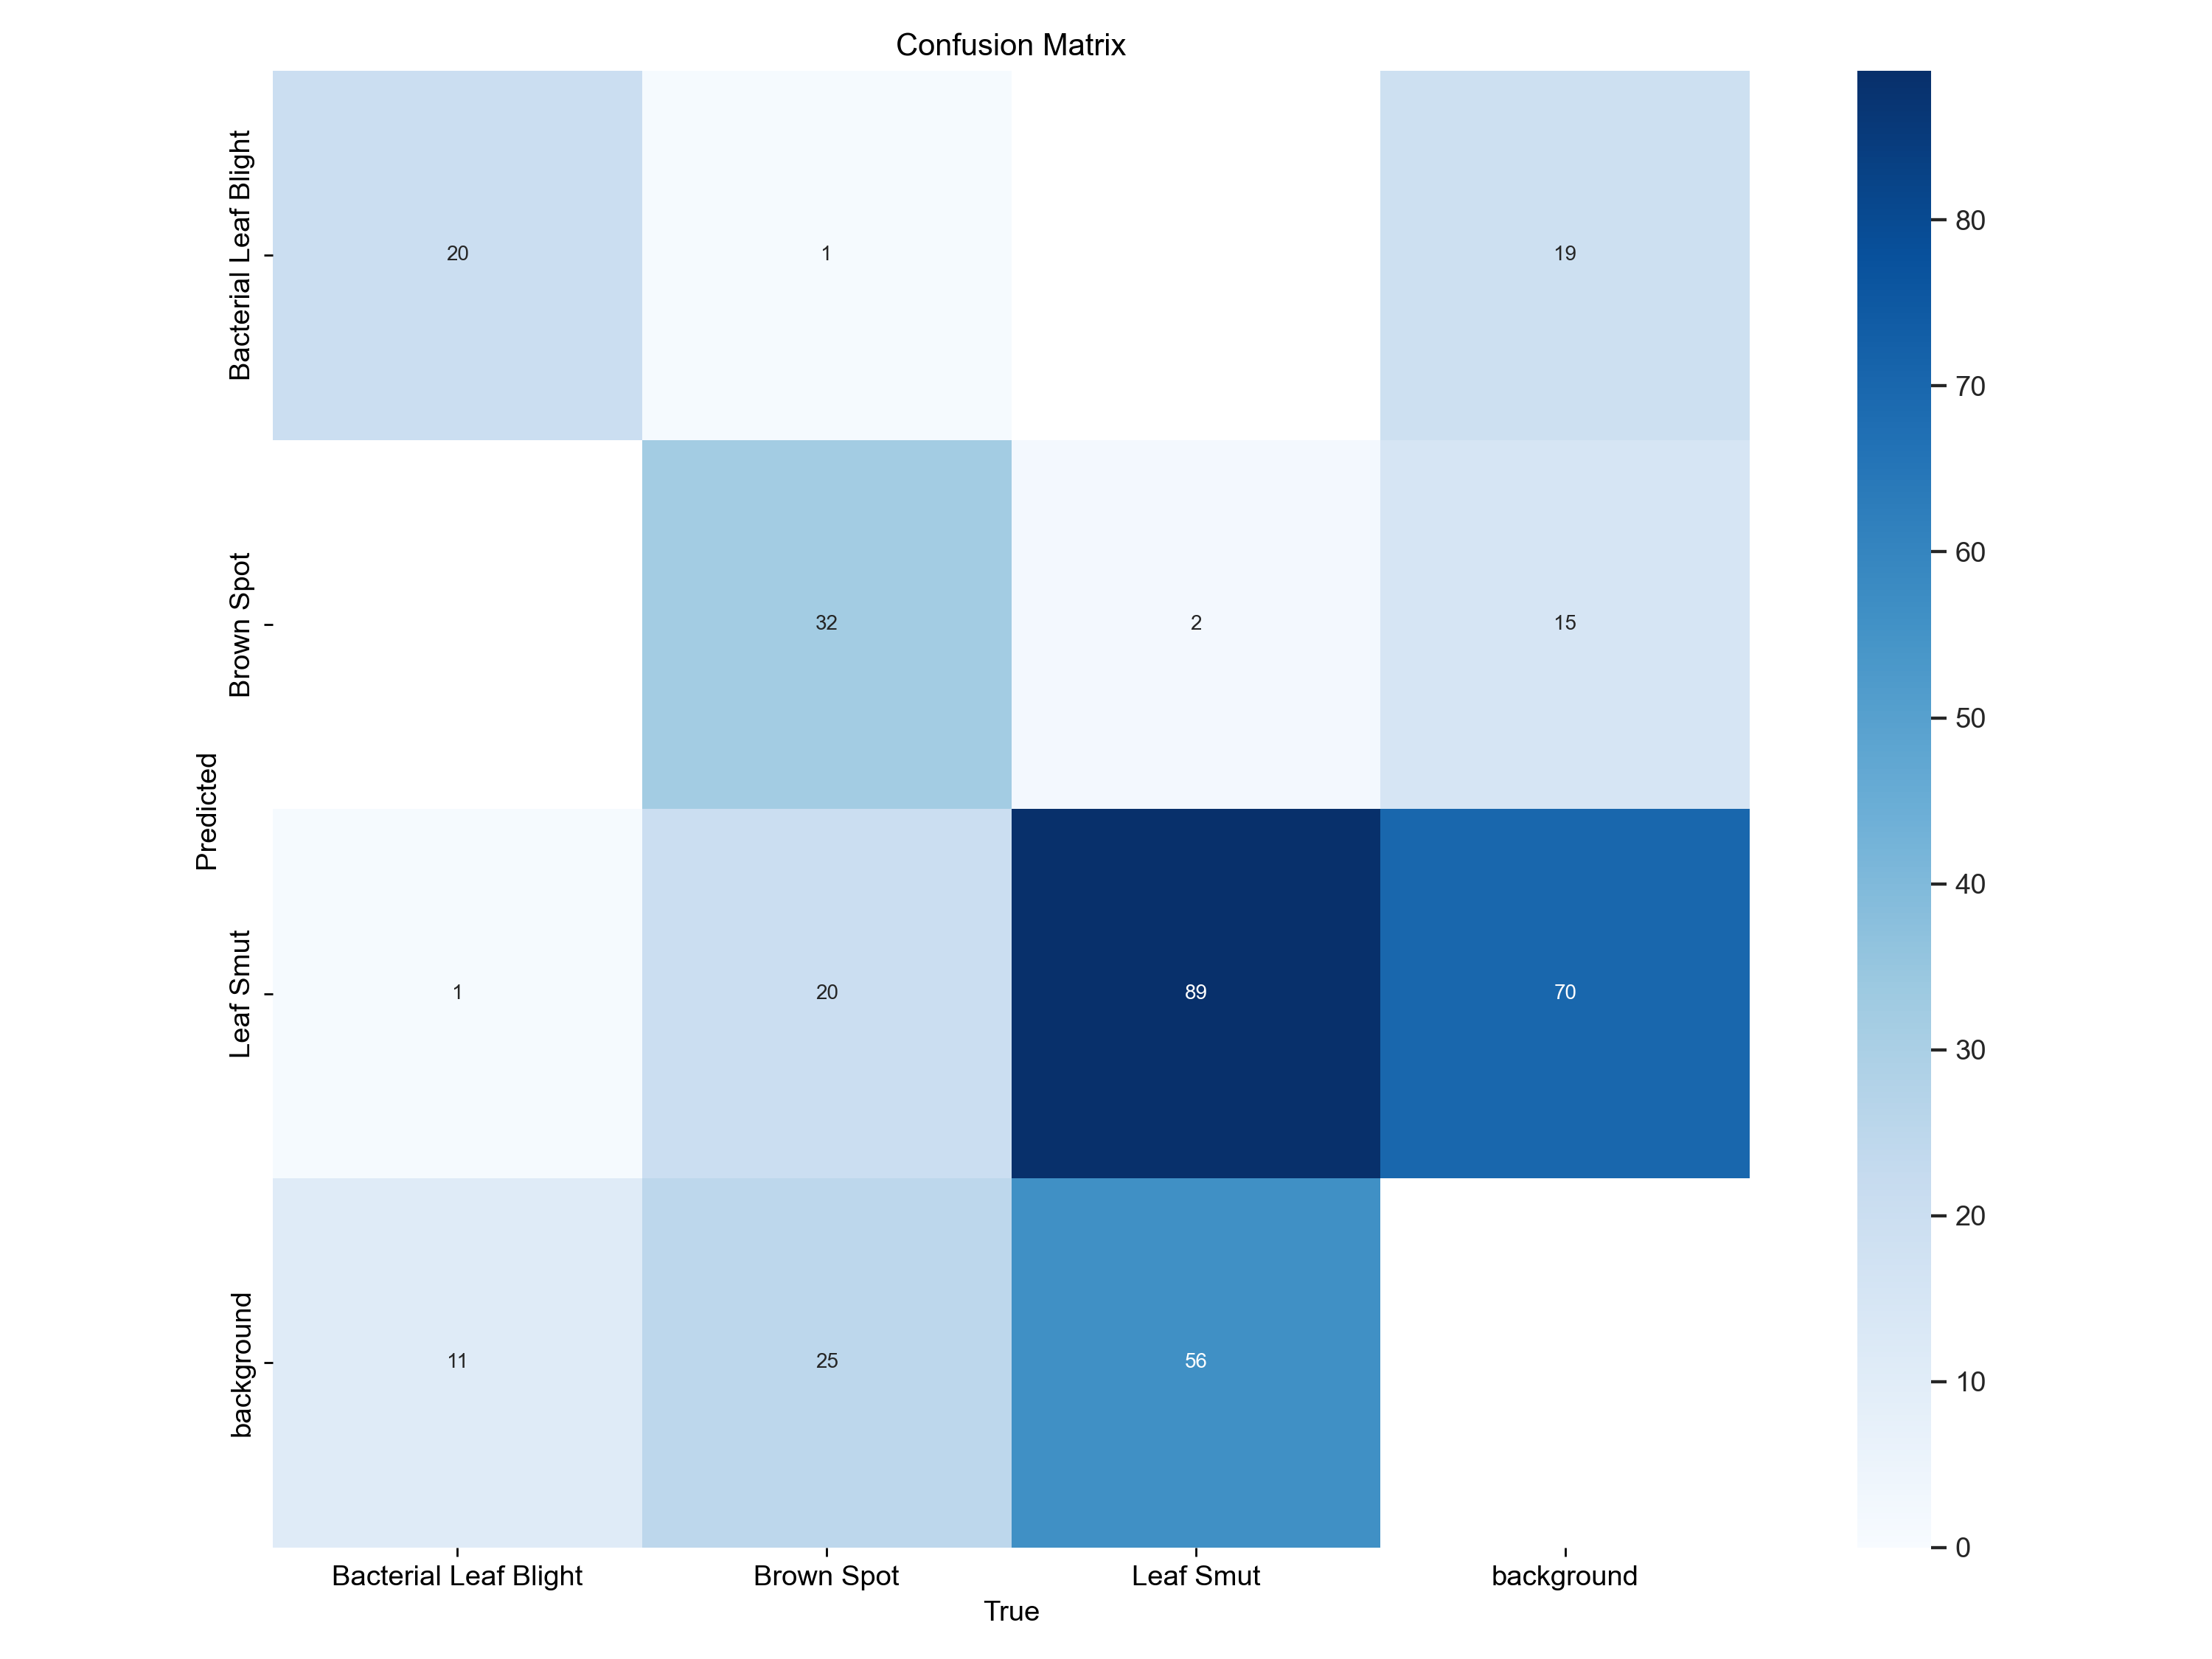 Confusion Matrix
Predicted
Bacterial Leaf Blight
20
1
19
Brown Spot
32
2
15
Leaf Smut
1
20
89
70
background
11
25
56
Bacterial Leaf Blight
Brown Spot
Leaf Smut
background
True
80
70
60
50
40
30
20
10
0